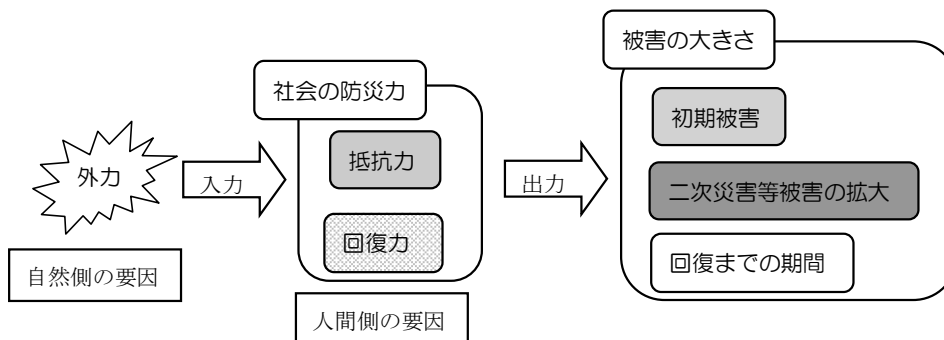 外力
自然側の要因
入力
社会の防災力
抵抗力
回復力
人間側の要因
出力
被害の大きさ
初期被害
二次災害等被害の拡大
回復までの期間